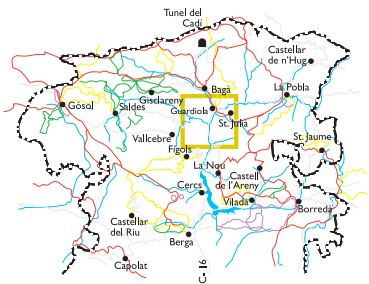 Tunel del
Cadí
Castellar
de n'Hug
Bagà
La Pobla
Gisclareny
Gósol
Saldes
Guardiola
St. Julià
Vallcebre
St. Jaume
Fígols
La Nou
Castell
de l'Areny
Cercs
Vilada
Borredà
Castellar
del Riu
Berga
Capolat
C-16